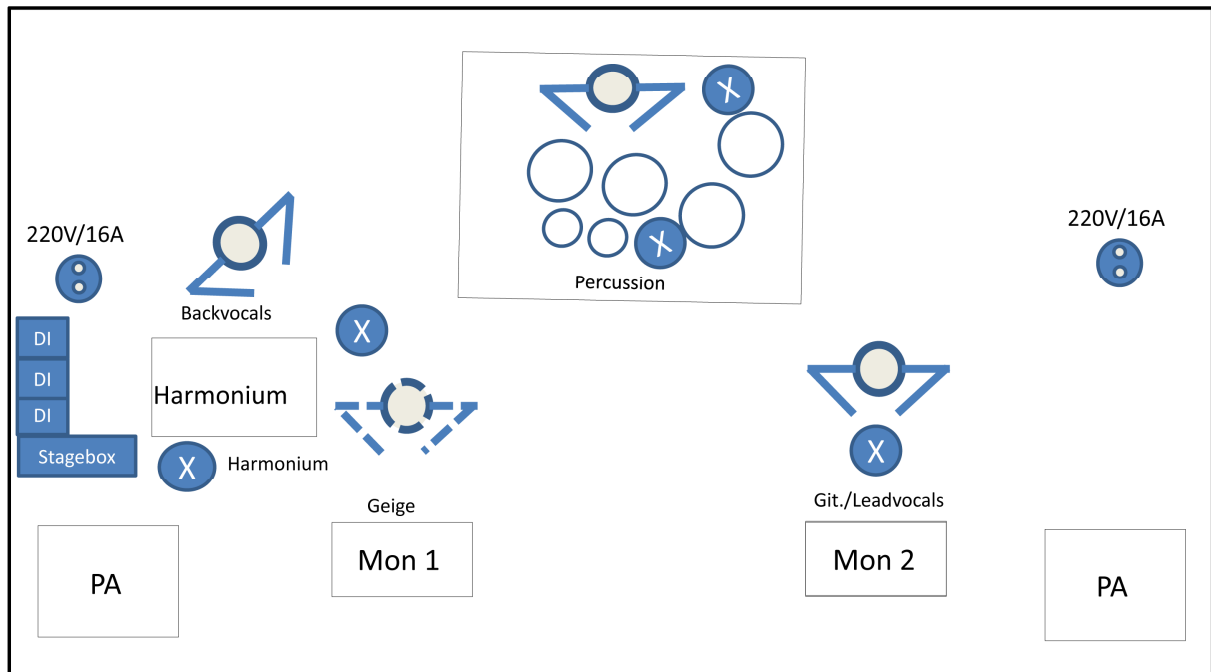 X
X
Percussion
220V/16A
220V/16A
Backvocals
DI
DI
DI
Stagebox
Harmonium
X
X
Harmonium
Geige
X
Git./Leadvocals
PA
Mon 1
Mon 2
PA